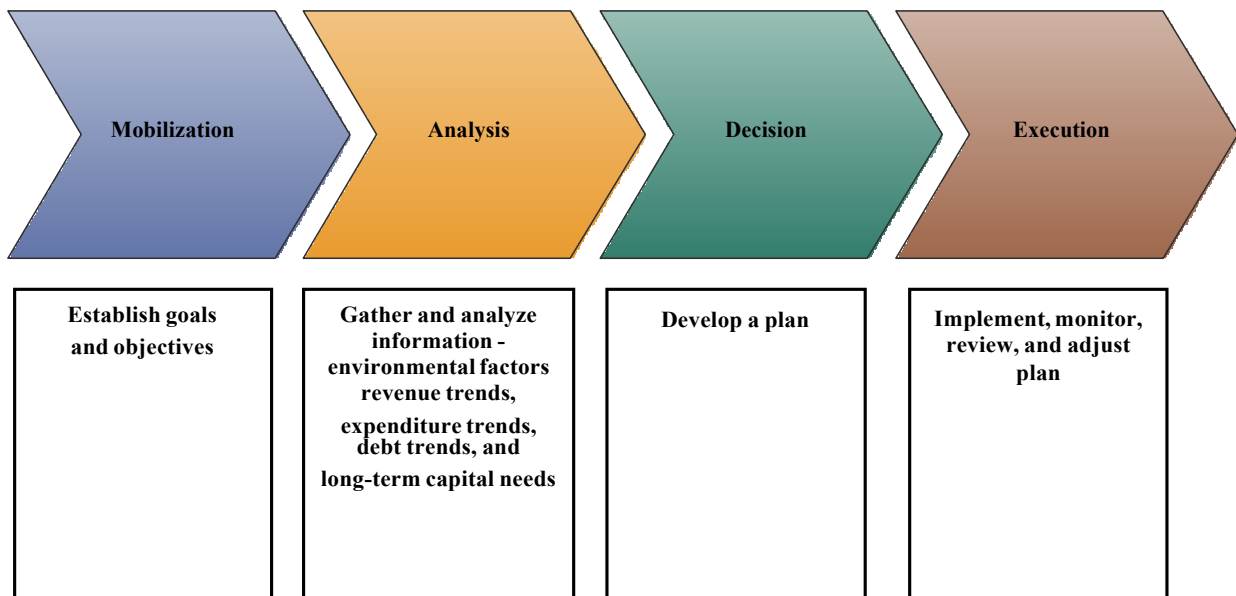 Mobilization
Analysis
Decision
Execution
Establish goals
and objectives
Gather and analyze
information -
environmental factors
revenue trends,
expenditure trends,
debt trends, and
long-term capital needs
Develop a plan
Implement, monitor,
review, and adjust
plan